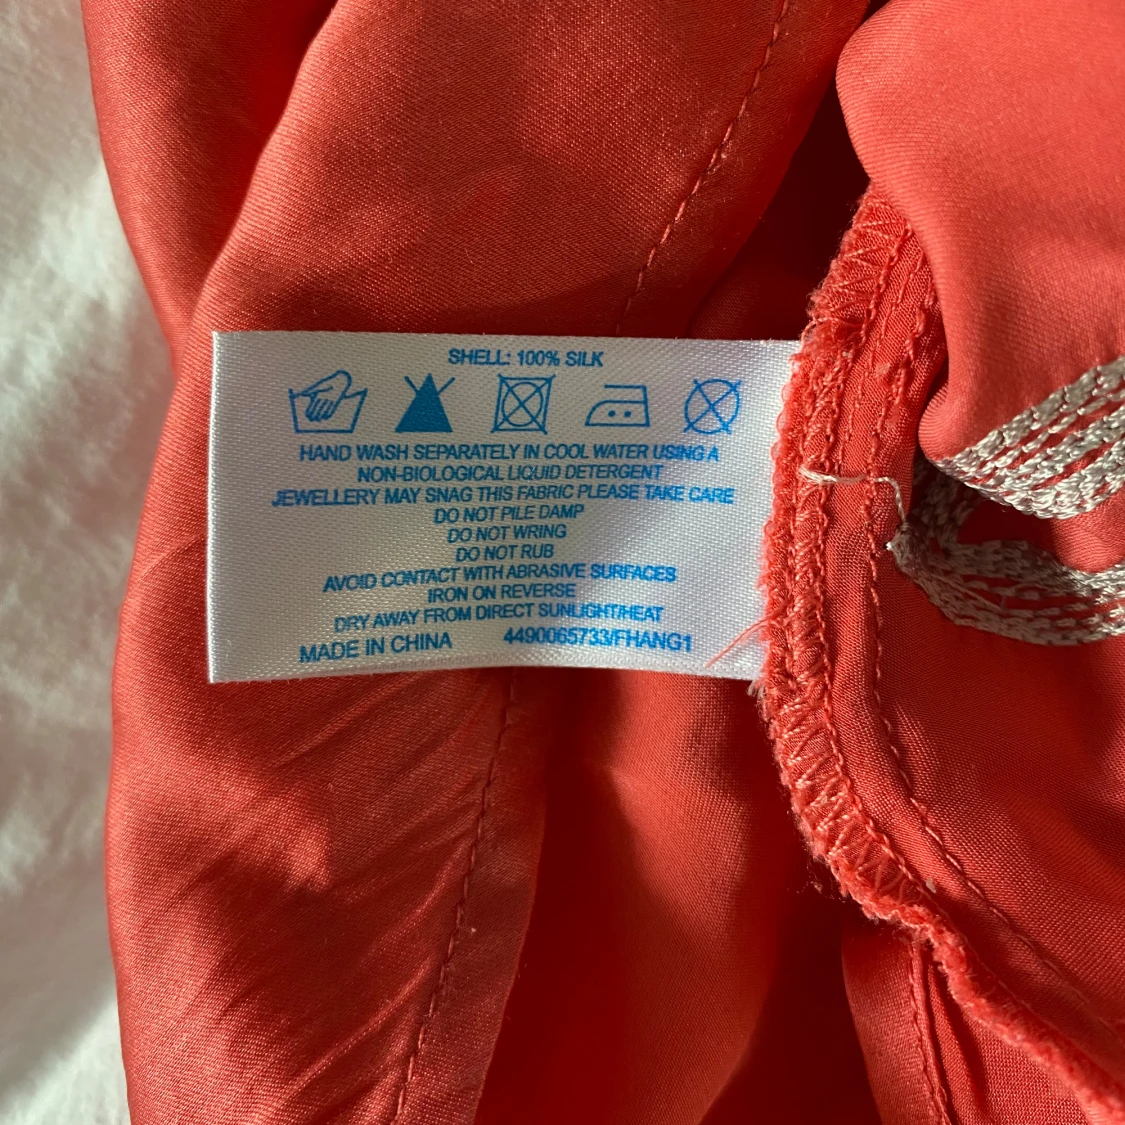 SHELL: 100% SILK
HAND WASH SEPARATELY IN COOL WATER USING A
NON-BIOLOGICAL LIQUID DETERGENT
JEWELLERY MAY SNAG THIS FABRIC PLEASE TAKE CARE
DO NOT PILE DAMP
DO NOT WRING
DO NOT RUB
AVOID CONTACT WITH ABRASIVE SURFACES
IRON ON REVERSE
DRY AWAY FROM DIRECT SUNLIGHT/HEAT
MADE IN CHINA 4490065733/FHANG1